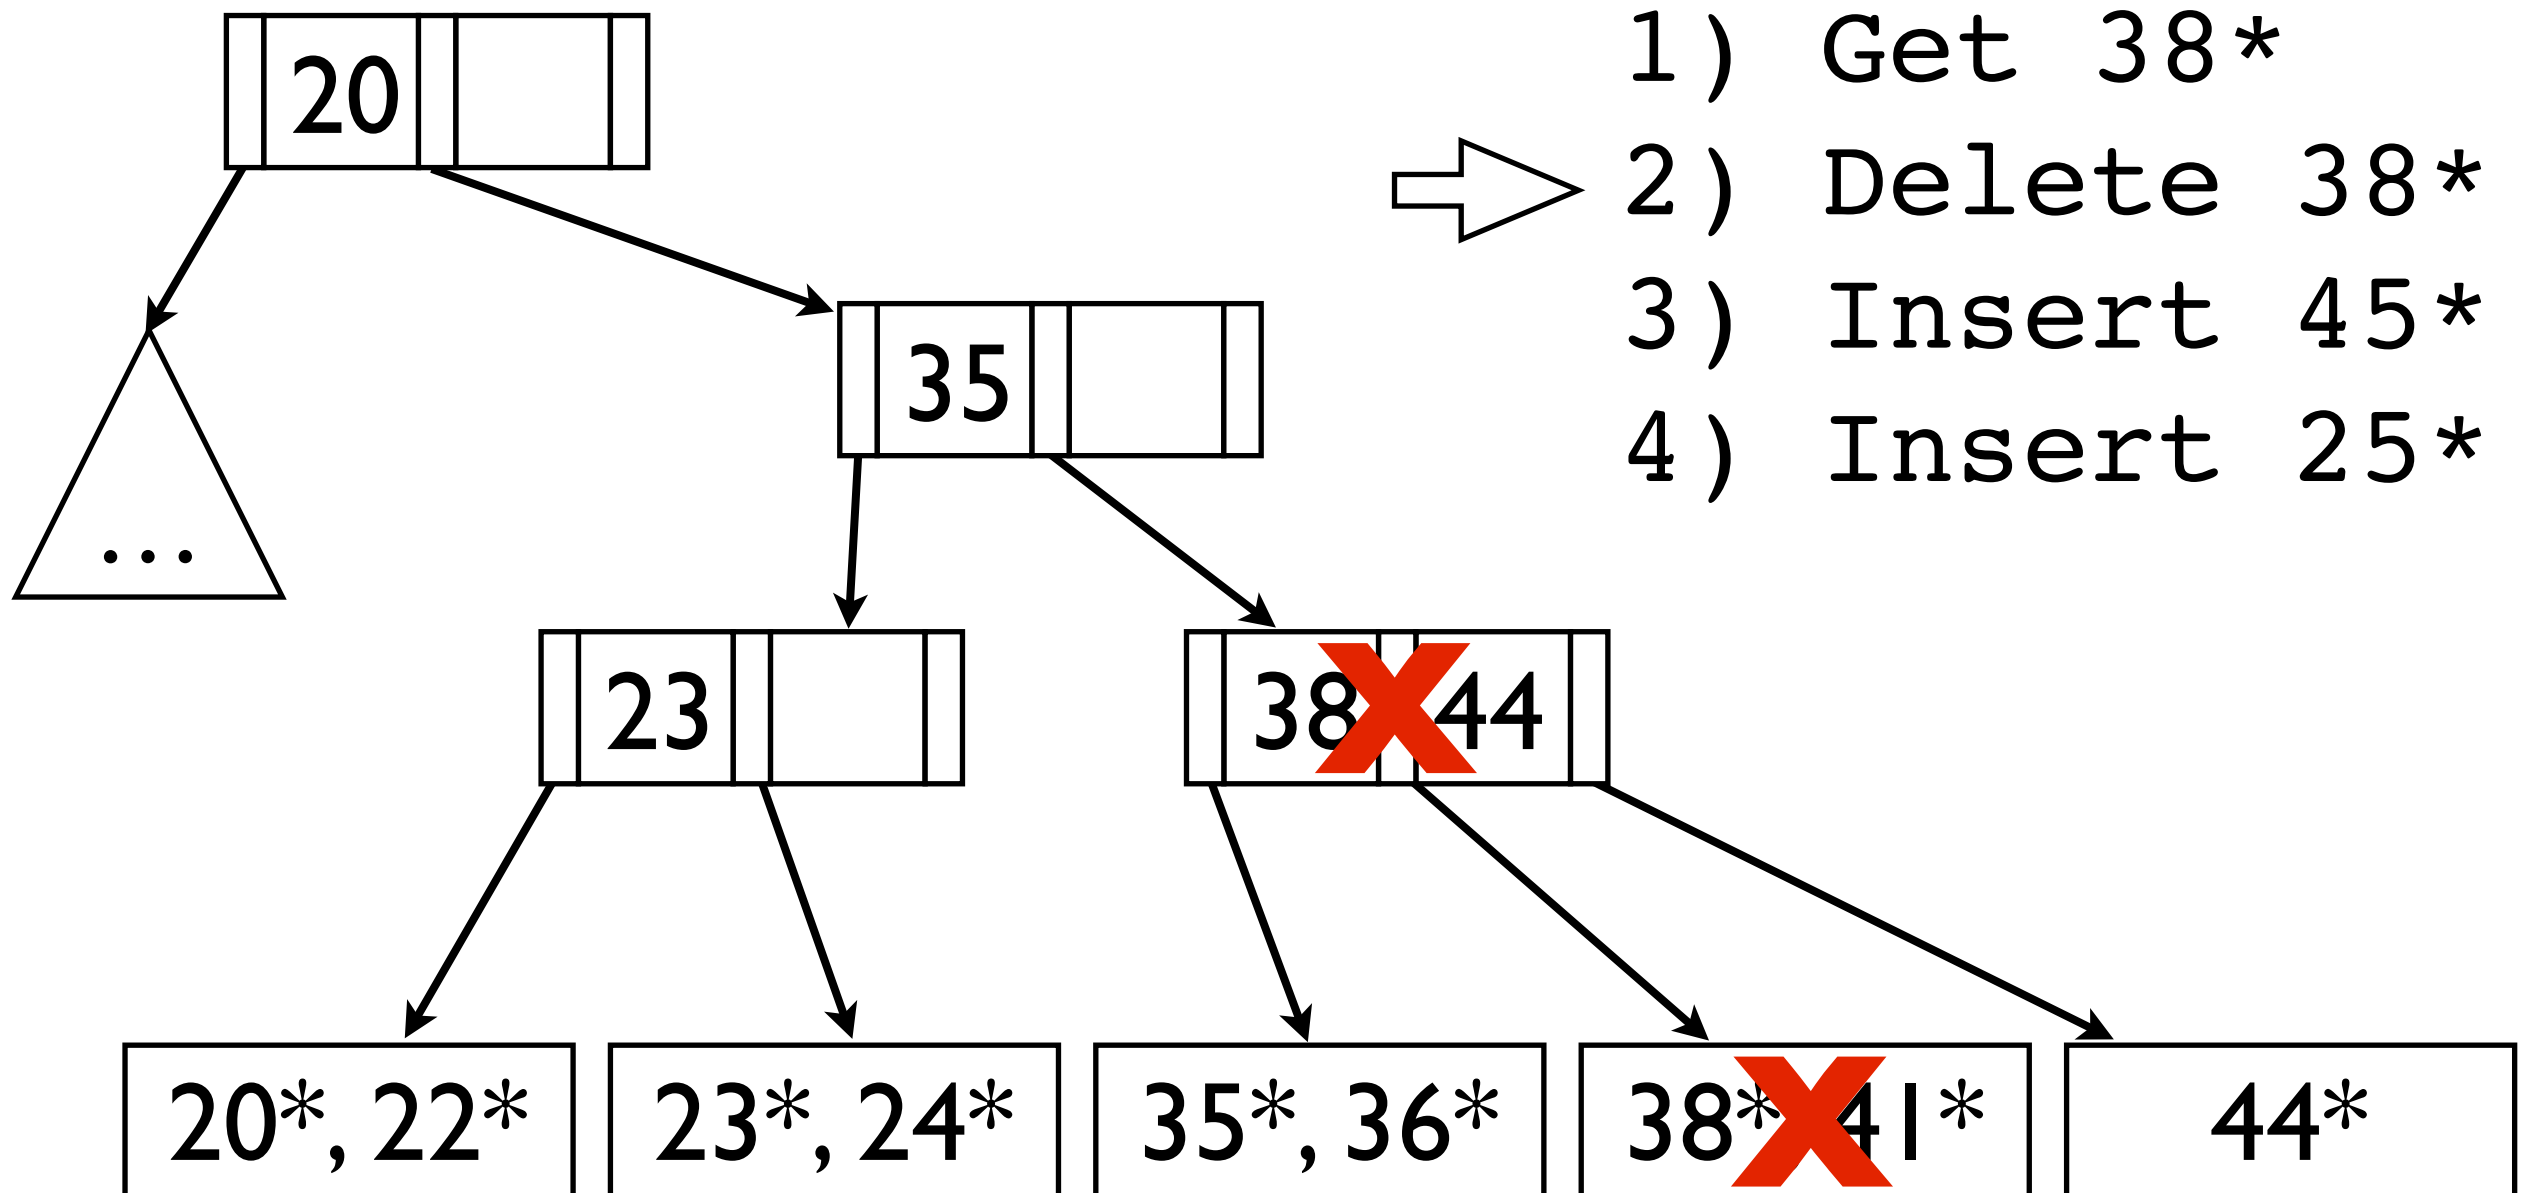 1) Get 38*
2) Delete 38*
3) Insert 45*
4) Insert 25*
20
35
23
38 X 44
20*, 22*
23*, 24*
35*, 36*
38* X 41*
44*
...